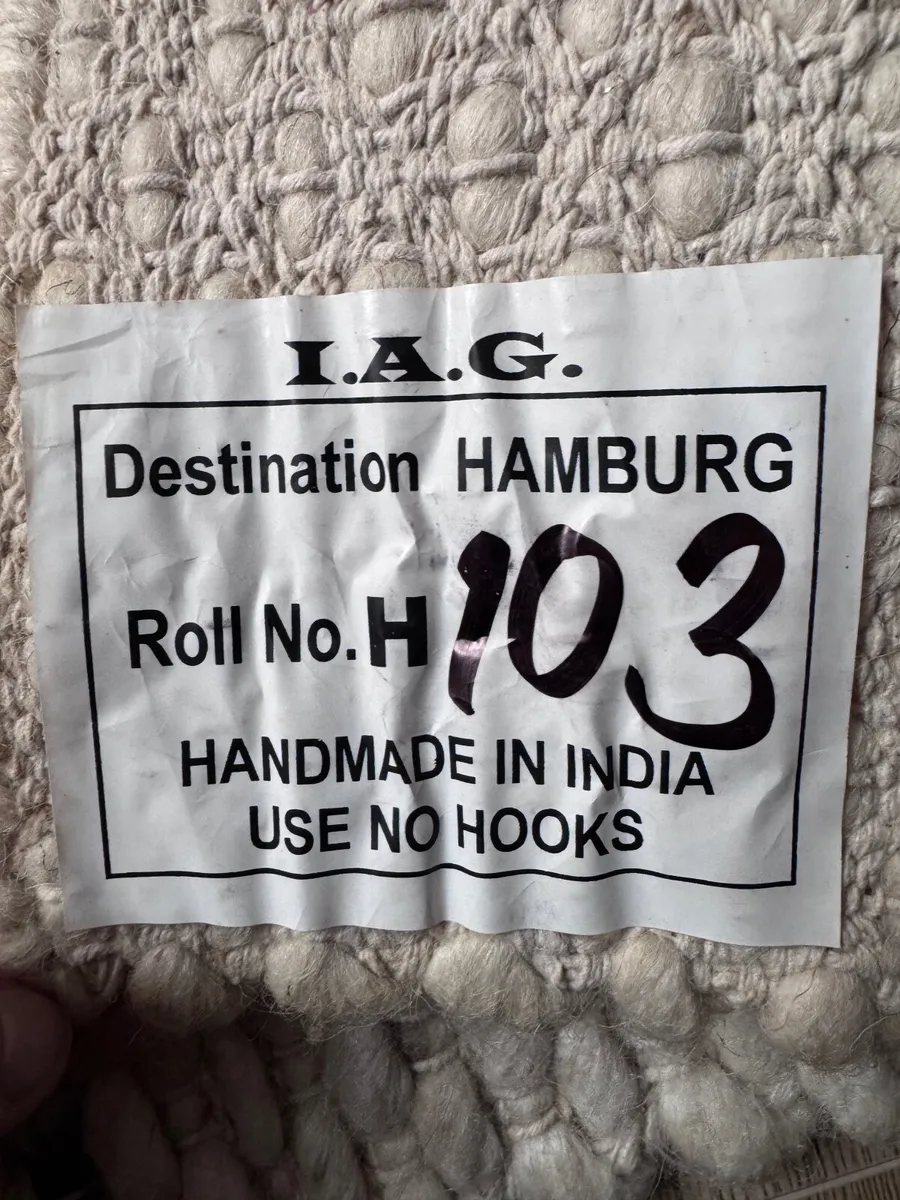 I.A.G.
Destination HAMBURG
Roll No. H 103
HANDMADE IN INDIA
USE NO HOOKS